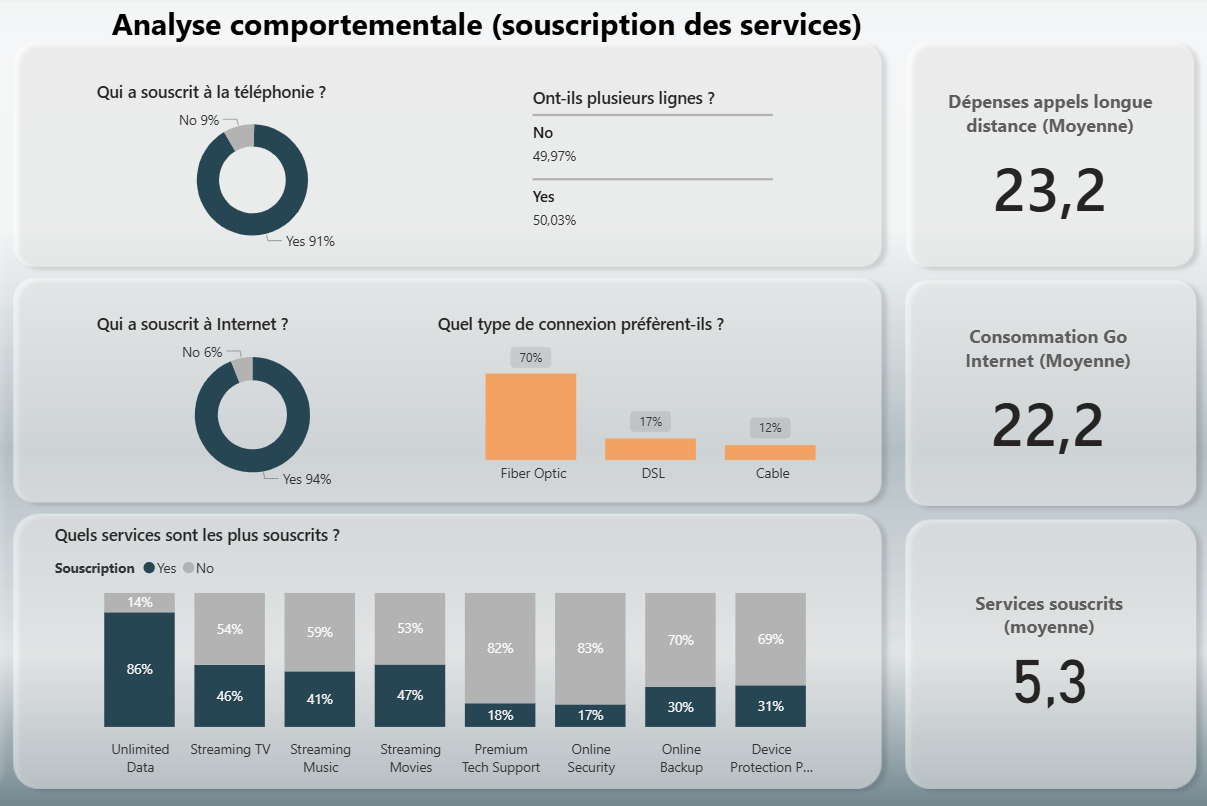 Analyse comportementale (souscription des services)
Qui a souscrit à la téléphonie ?
No 9%
Yes 91%
Ont-ils plusieurs lignes ?
No
49,97%
Yes
50,03%
Dépenses appels longue
distance (Moyenne)
23,2
Qui a souscrit à Internet ?
No 6%
Yes 94%
Quel type de connexion préfèrent-ils ?
70%
17%
12%
Fiber Optic
DSL
Cable
Consommation Go
Internet (Moyenne)
22,2
Quels services sont les plus souscrits ?
Souscription Yes No
14%
86%
54%
46%
59%
41%
53%
47%
82%
18%
83%
17%
70%
30%
69%
31%
Unlimited
Data
Streaming TV
Streaming
Music
Streaming
Movies
Premium
Tech Support
Online
Security
Online
Backup
Device
Protection P...
Services souscrits
(moyenne)
5,3